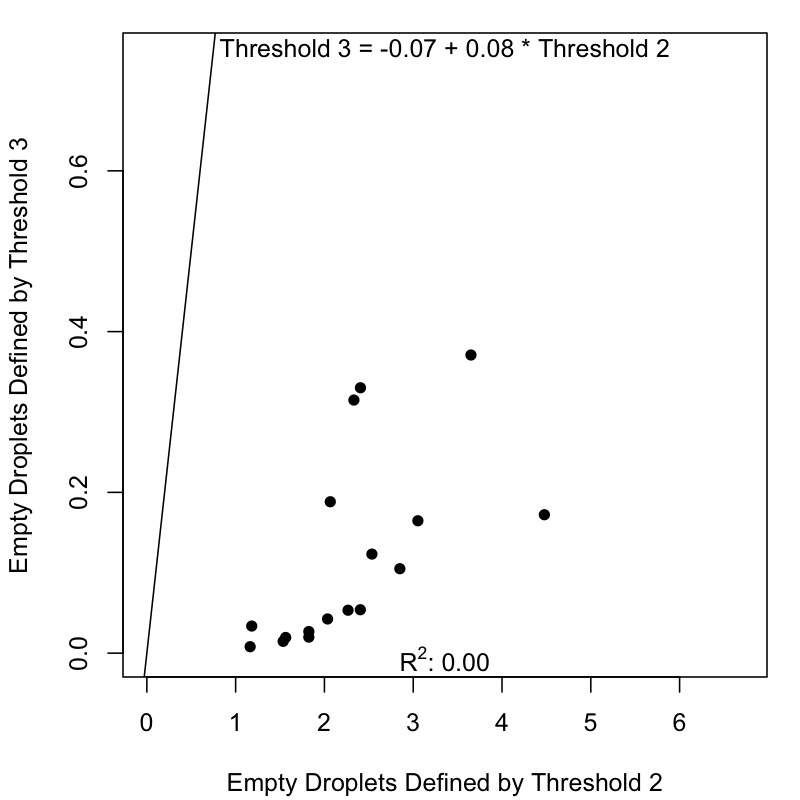 Threshold 3 = -0.07 + 0.08 * Threshold 2
Empty Droplets Defined by Threshold 3
0.6
0.4
0.2
0.0
R²: 0.00
0 1 2 3 4 5 6
Empty Droplets Defined by Threshold 2